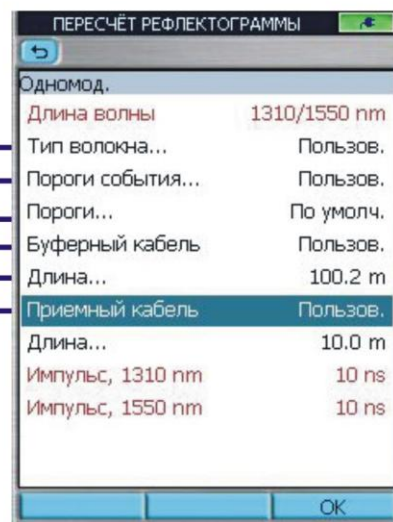 ПЕРЕСЧЁТ РЕФЛЕКТОГРАММЫ
Одномод.
Длина волны 1310/1550 nm
Тип волокна... Пользов.
Пороги события... Пользов.
Пороги... По умолч.
Буферный кабель Пользов.
Длина... 100.2 m
Приемный кабель Пользов.
Длина... 10.0 m
Импульс, 1310 nm 10 ns
Импульс, 1550 nm 10 ns
OK